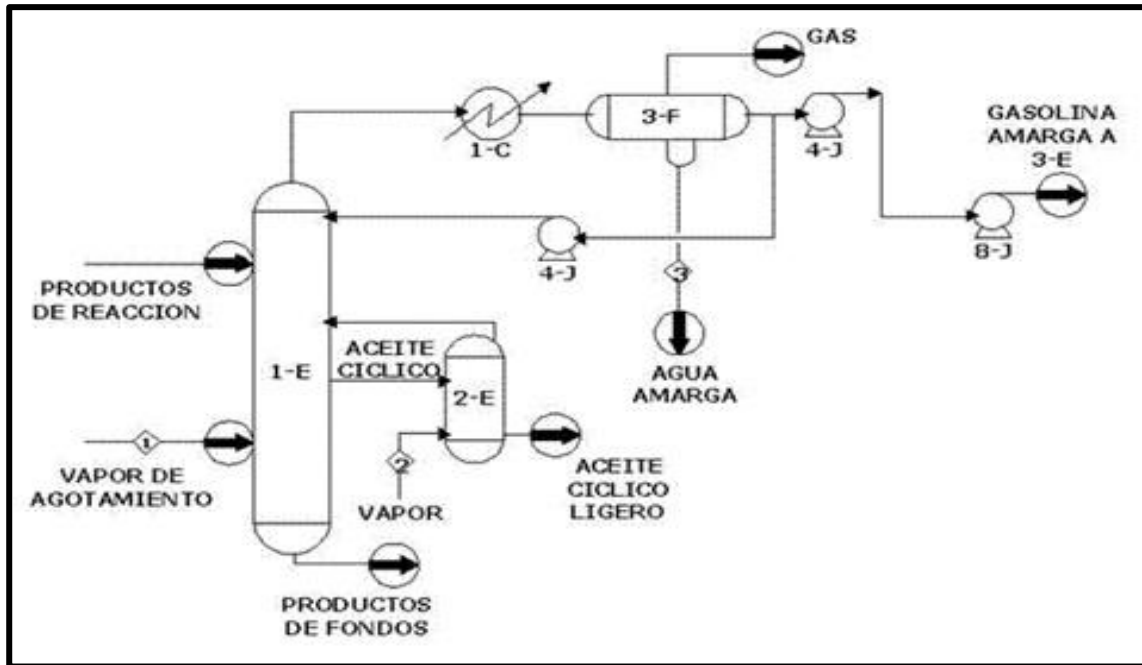 GAS
3-F
1-C
4-J
GASOLINA
AMARGA A
3-E
8-J
4-J
3
PRODUCTOS
DE REACCION
ACEITE
CICLICO
1-E
2-E
AGUA
AMARGA
1
VAPOR DE
AGOTAMIENTO
2
VAPOR
ACEITE
CICLICO
LIGERO
PRODUCTOS
DE FONDOS